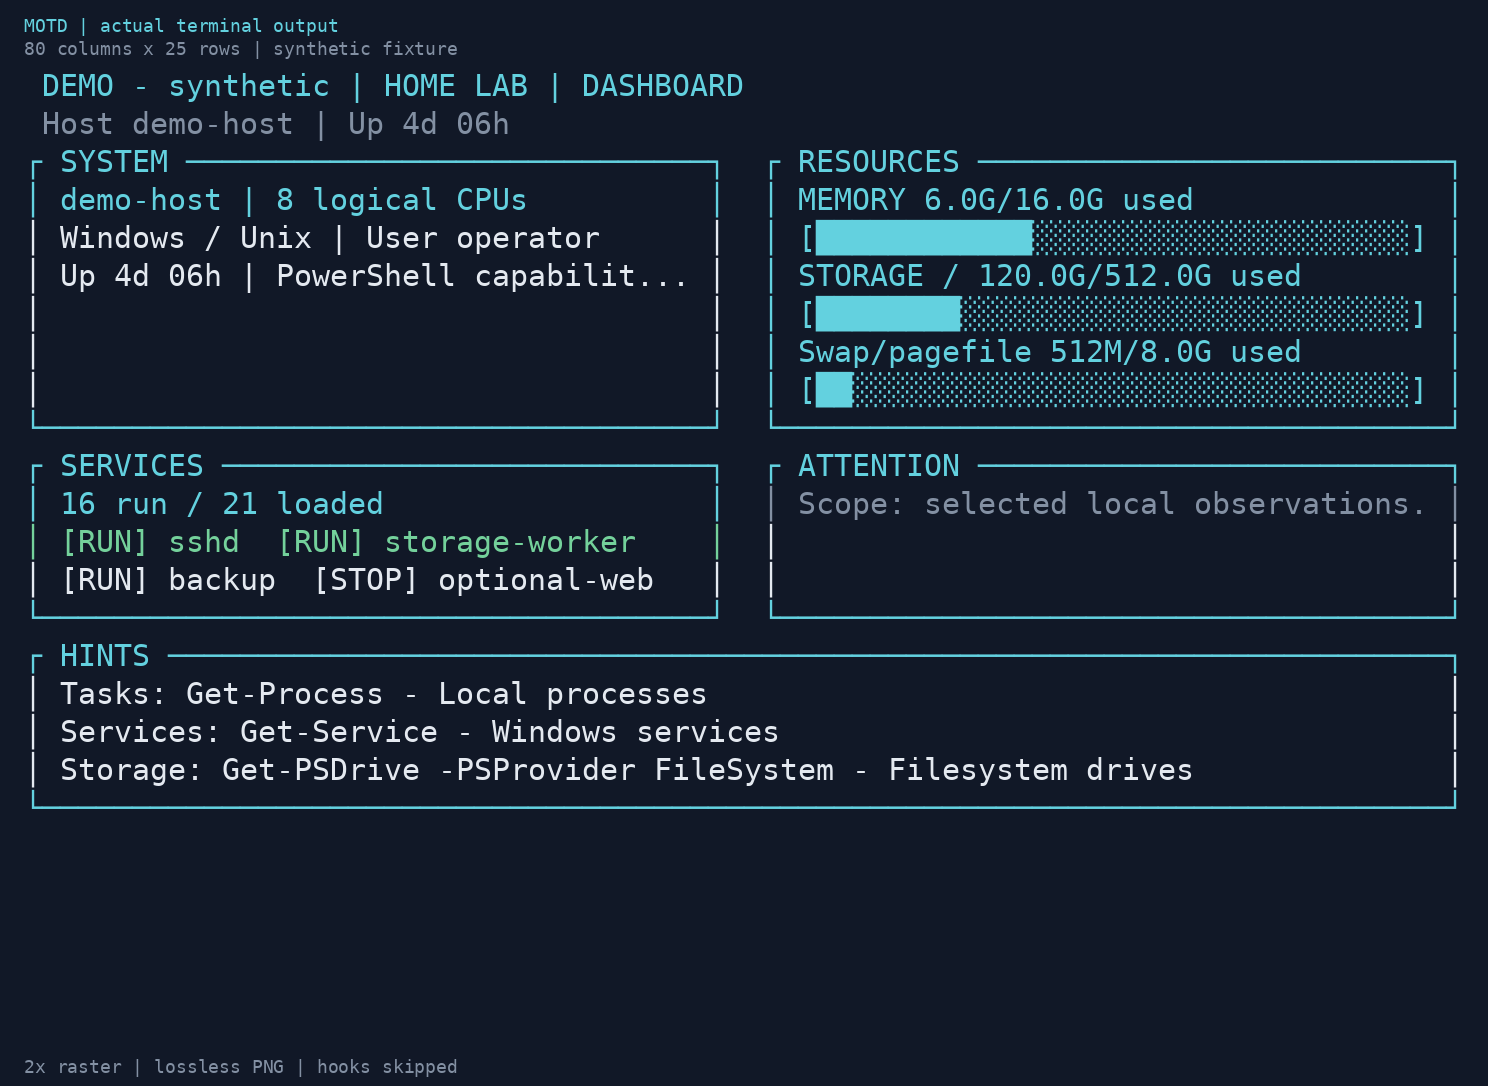 MOTD | actual terminal output
80 columns x 25 rows | synthetic fixture
DEMO - synthetic | HOME LAB | DASHBOARD
Host demo-host | Up 4d 06h
SYSTEM
demo-host | 8 logical CPUs
Windows / Unix | User operator
Up 4d 06h | PowerShell capabilit...
RESOURCES
MEMORY 6.0G/16.0G used
STORAGE / 120.0G/512.0G used
Swap/pagefile 512M/8.0G used
SERVICES
16 run / 21 loaded
[RUN] sshd  [RUN] storage-worker
[RUN] backup  [STOP] optional-web
ATTENTION
Scope: selected local observations.
HINTS
Tasks: Get-Process - Local processes
Services: Get-Service - Windows services
Storage: Get-PSDrive -PSProvider FileSystem - Filesystem drives
2x raster | lossless PNG | hooks skipped